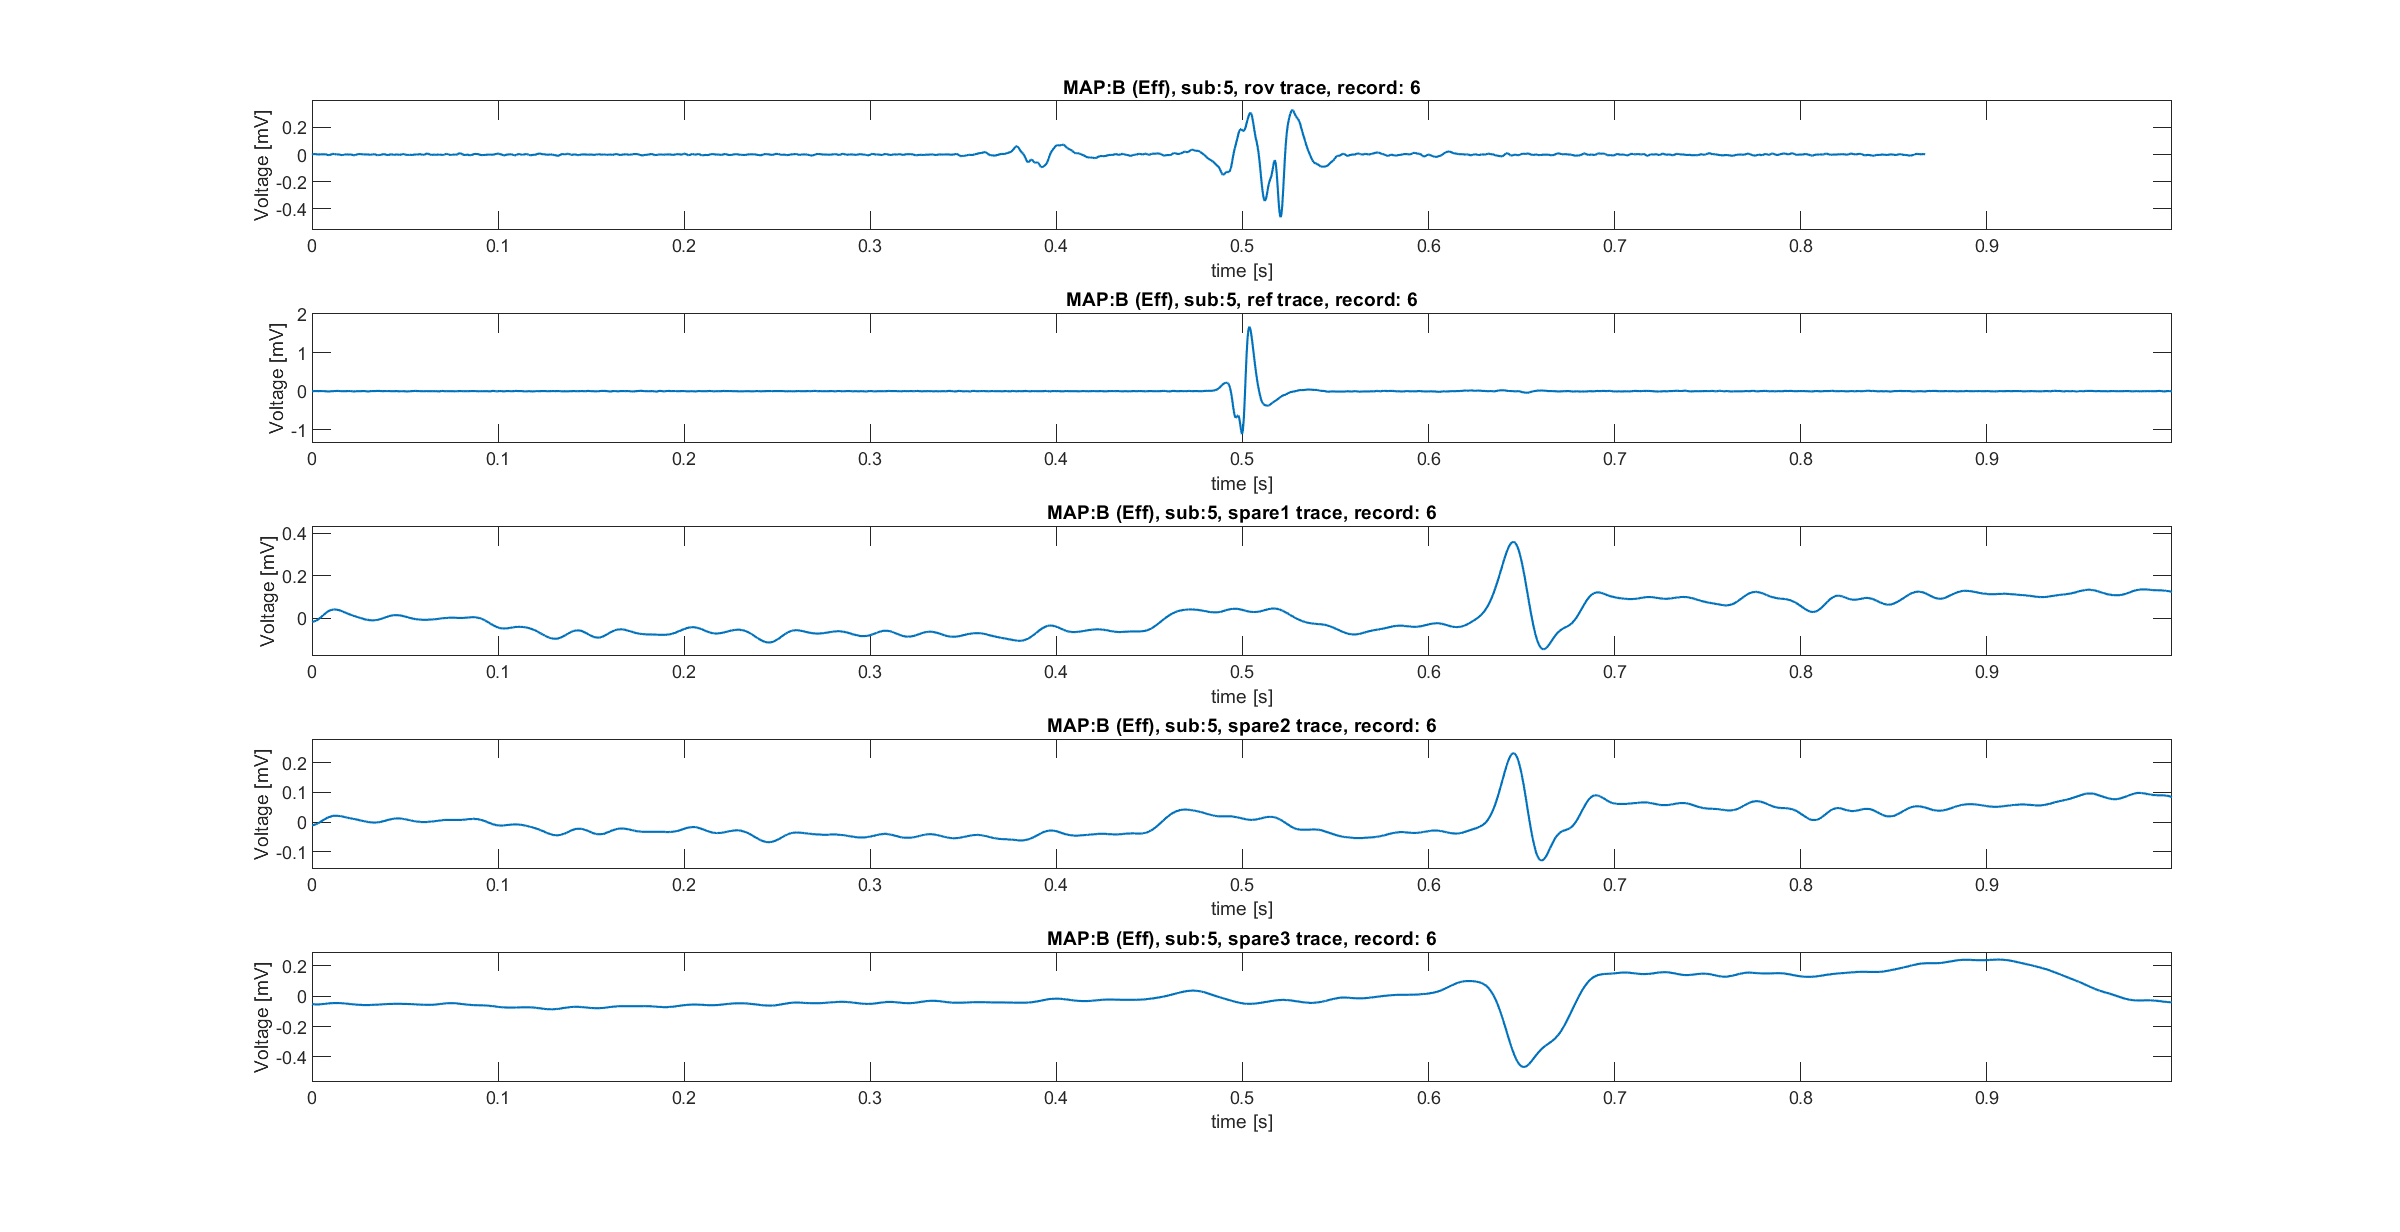 MAP:B (Eff), sub:5, rov trace, record: 6
Voltage [mV]
0.2
0
-0.2
-0.4
0 0.1 0.2 0.3 0.4 0.5 0.6 0.7 0.8 0.9
time [s]
MAP:B (Eff), sub:5, ref trace, record: 6
Voltage [mV]
2
1
0
-1
0 0.1 0.2 0.3 0.4 0.5 0.6 0.7 0.8 0.9
time [s]
MAP:B (Eff), sub:5, spare1 trace, record: 6
Voltage [mV]
0.4
0.2
0
0 0.1 0.2 0.3 0.4 0.5 0.6 0.7 0.8 0.9
time [s]
MAP:B (Eff), sub:5, spare2 trace, record: 6
Voltage [mV]
0.2
0.1
0
-0.1
0 0.1 0.2 0.3 0.4 0.5 0.6 0.7 0.8 0.9
time [s]
MAP:B (Eff), sub:5, spare3 trace, record: 6
Voltage [mV]
0.2
0
-0.2
-0.4
0 0.1 0.2 0.3 0.4 0.5 0.6 0.7 0.8 0.9
time [s]